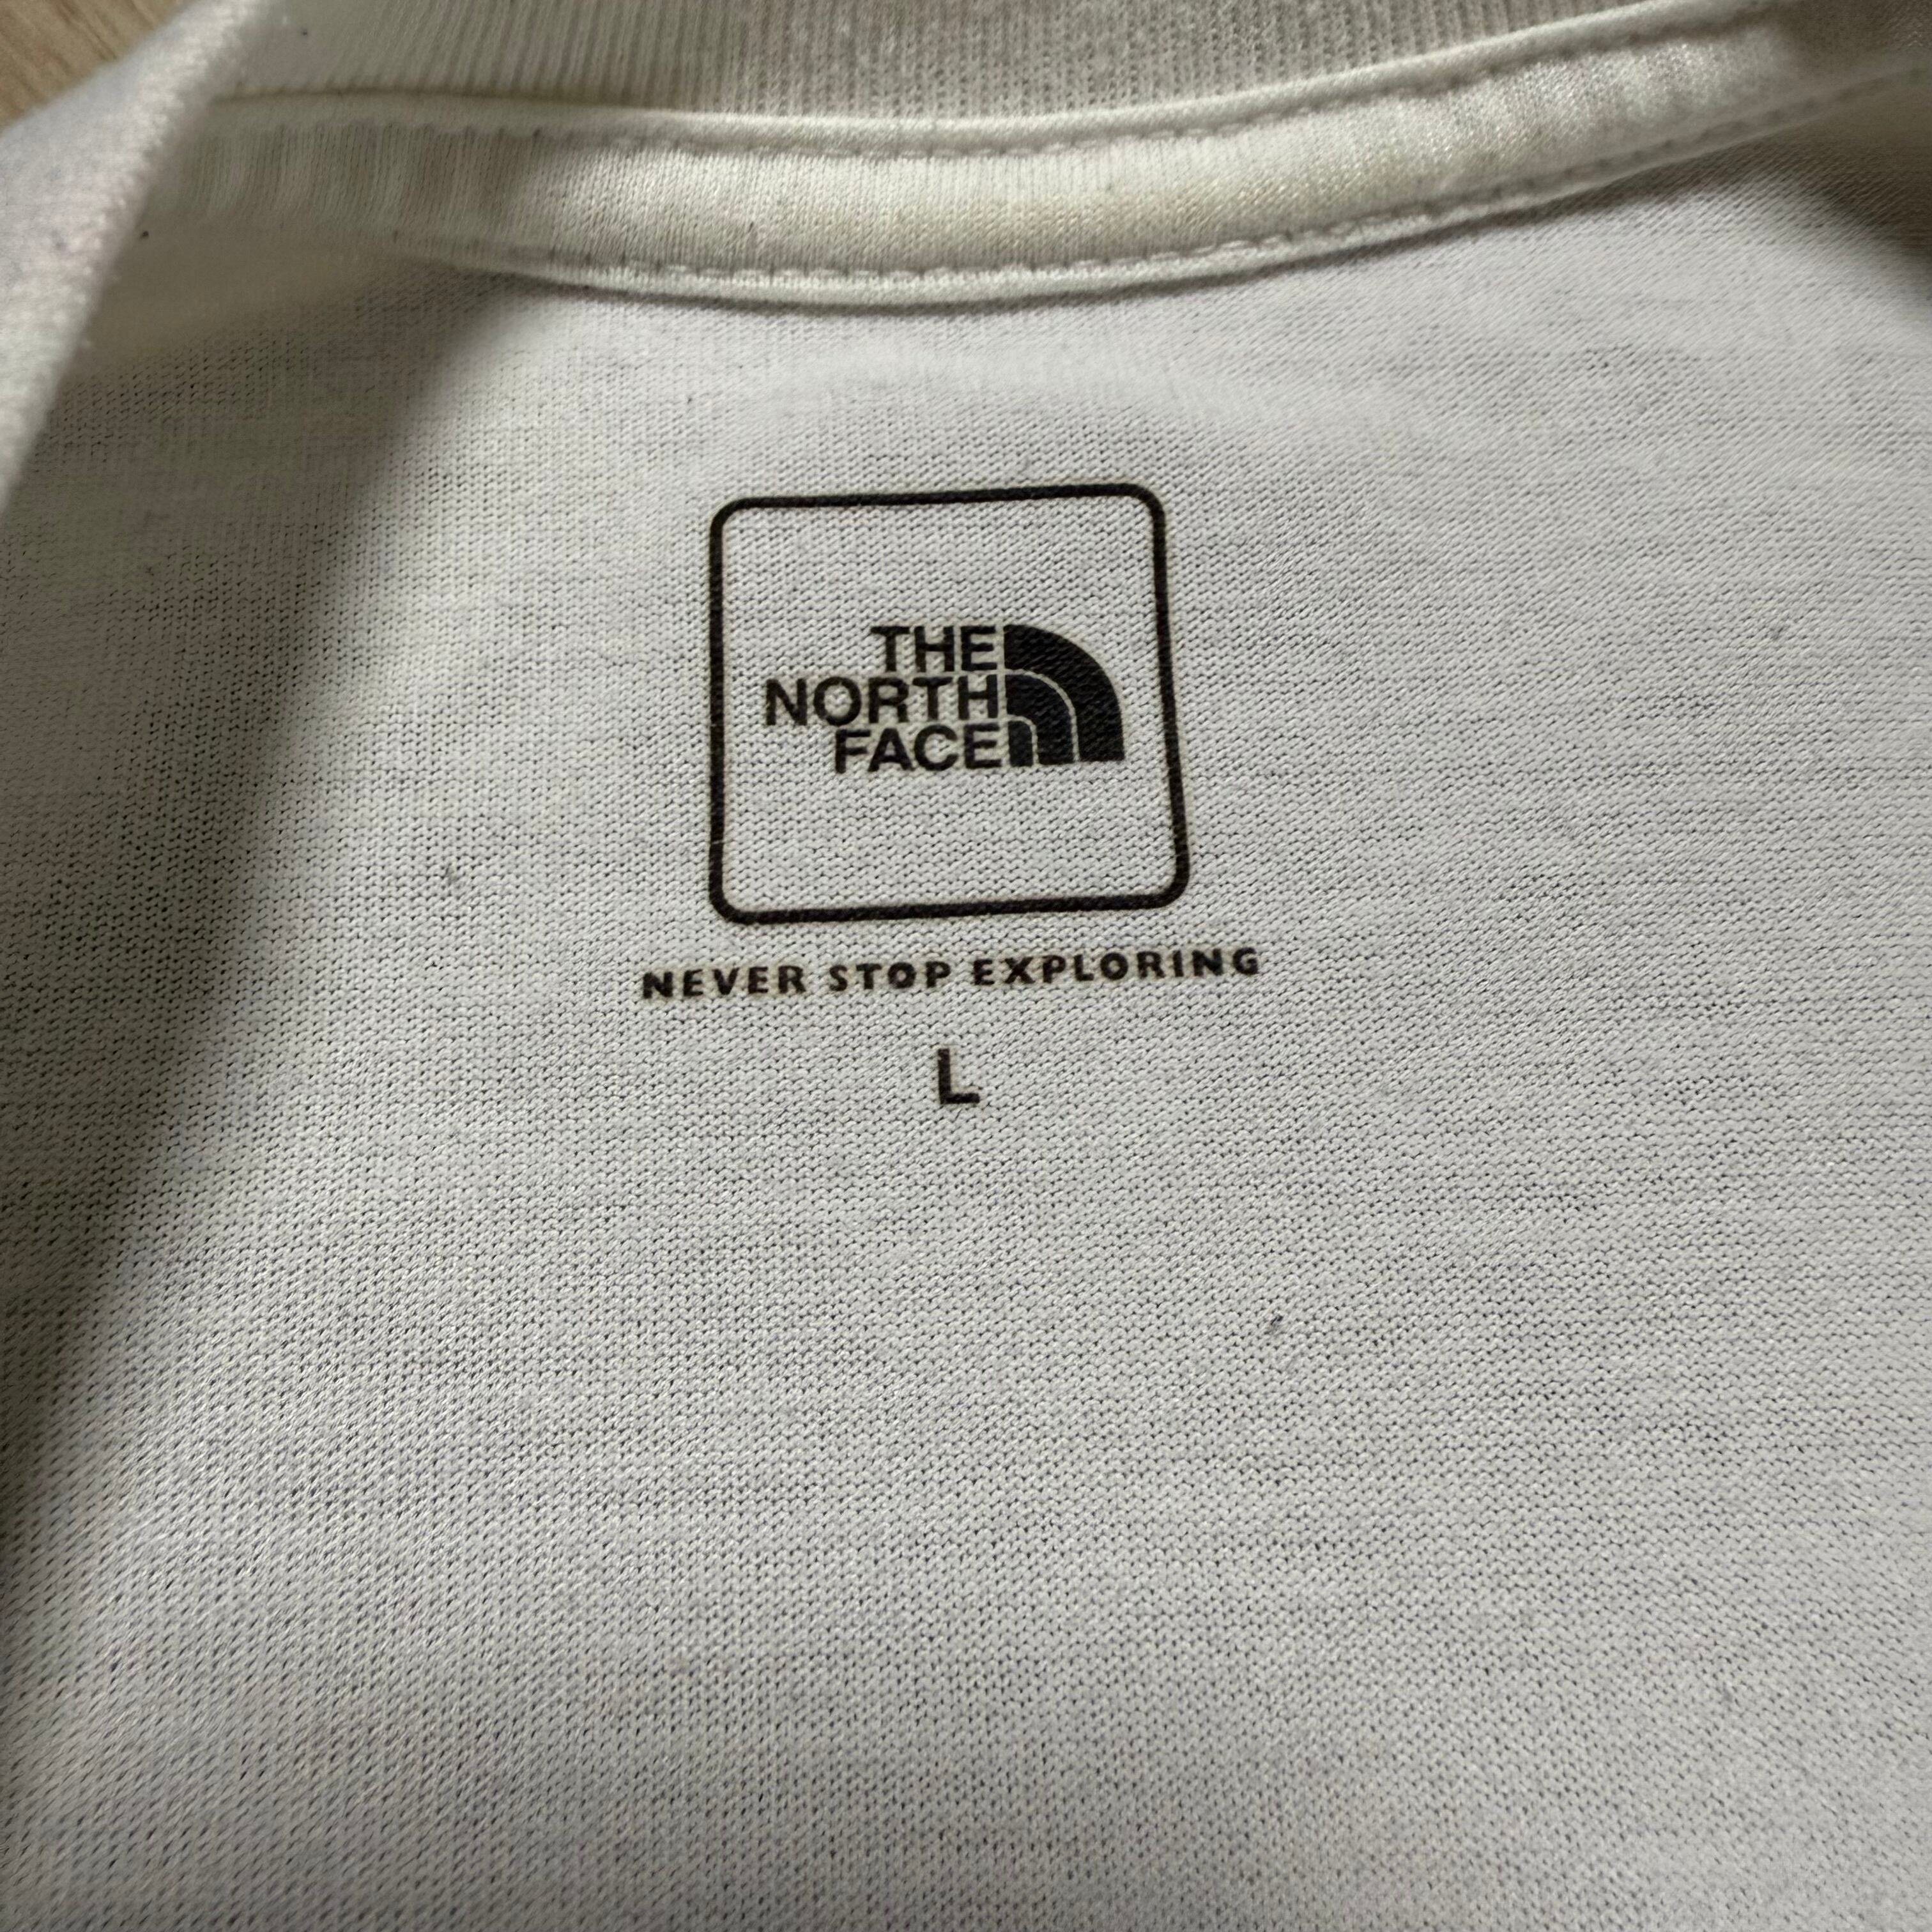 THE
NORTH
FACE
NEVER STOP EXPLORING
L